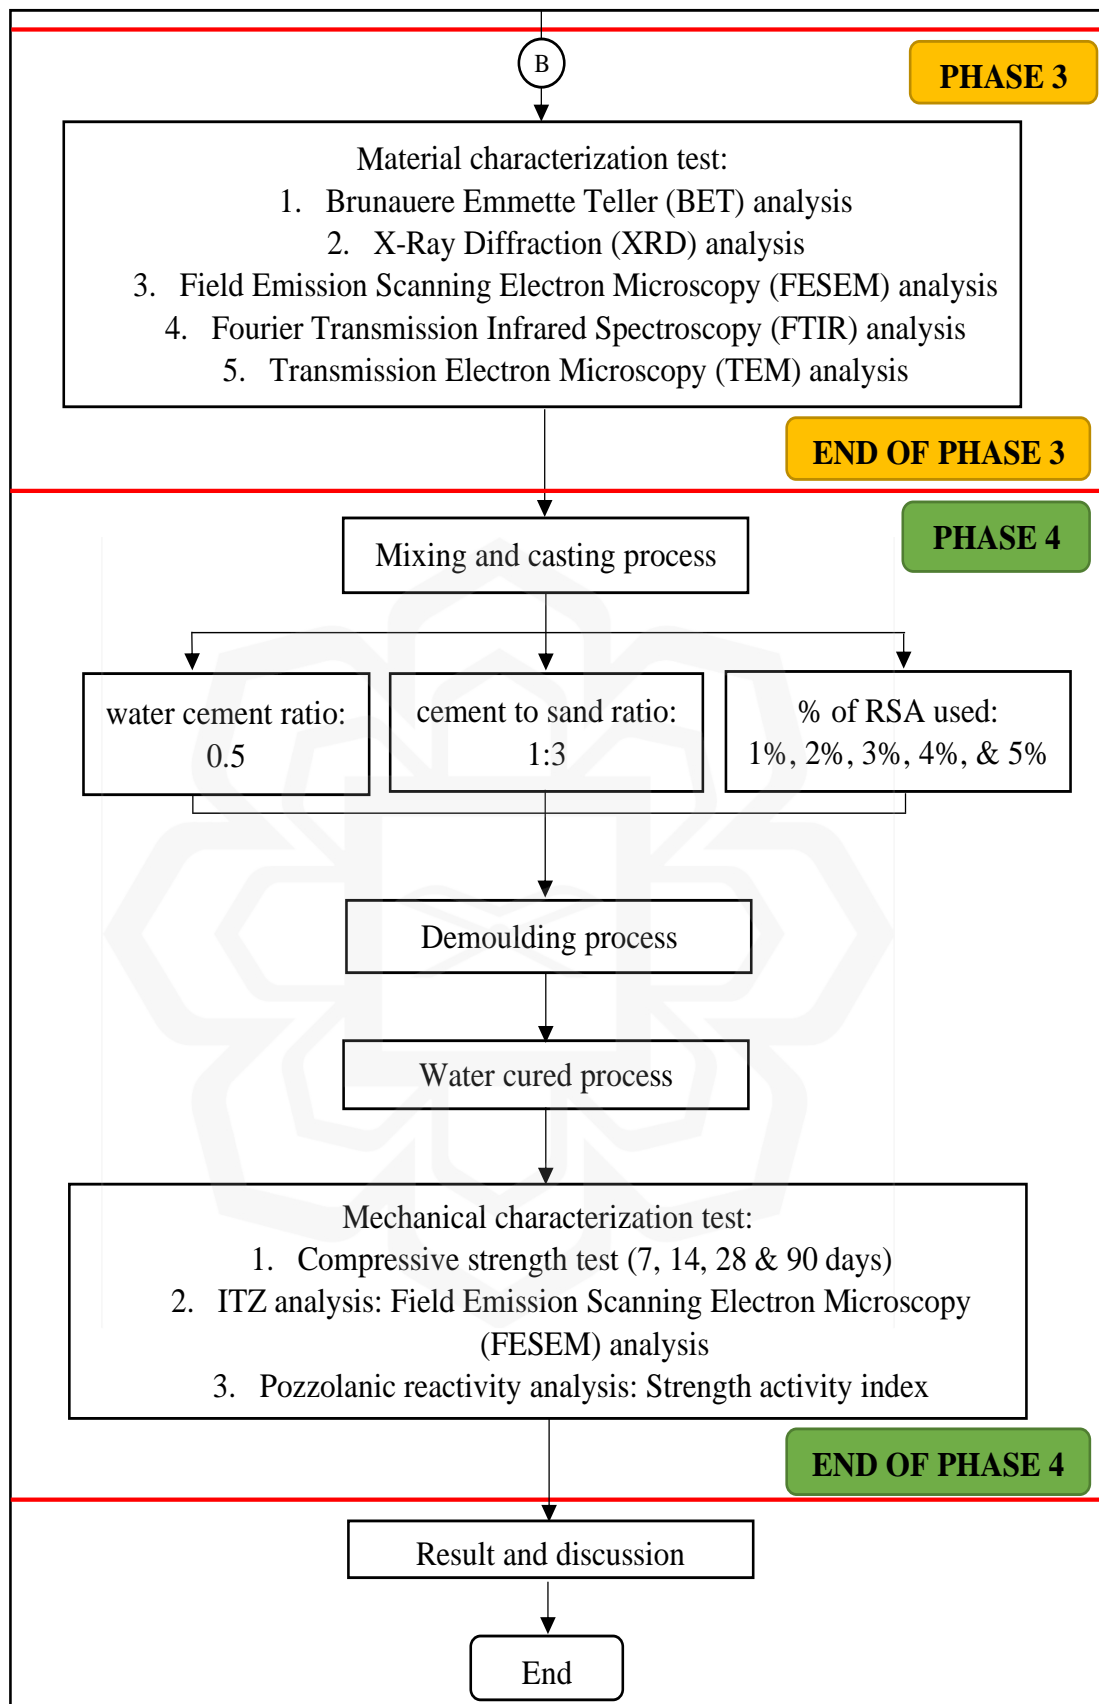 B
PHASE 3
Material characterization test:
1. Brunauere Emmette Teller (BET) analysis
2. X-Ray Diffraction (XRD) analysis
3. Field Emission Scanning Electron Microscopy (FESEM) analysis
4. Fourier Transmission Infrared Spectroscopy (FTIR) analysis
5. Transmission Electron Microscopy (TEM) analysis
END OF PHASE 3
PHASE 4
Mixing and casting process
water cement ratio:
0.5
cement to sand ratio:
1:3
% of RSA used:
1%, 2%, 3%, 4%, & 5%
Demoulding process
Water cured process
Mechanical characterization test:
1. Compressive strength test (7, 14, 28 & 90 days)
2. ITZ analysis: Field Emission Scanning Electron Microscopy
(FESEM) analysis
3. Pozzolanic reactivity analysis: Strength activity index
END OF PHASE 4
Result and discussion
End